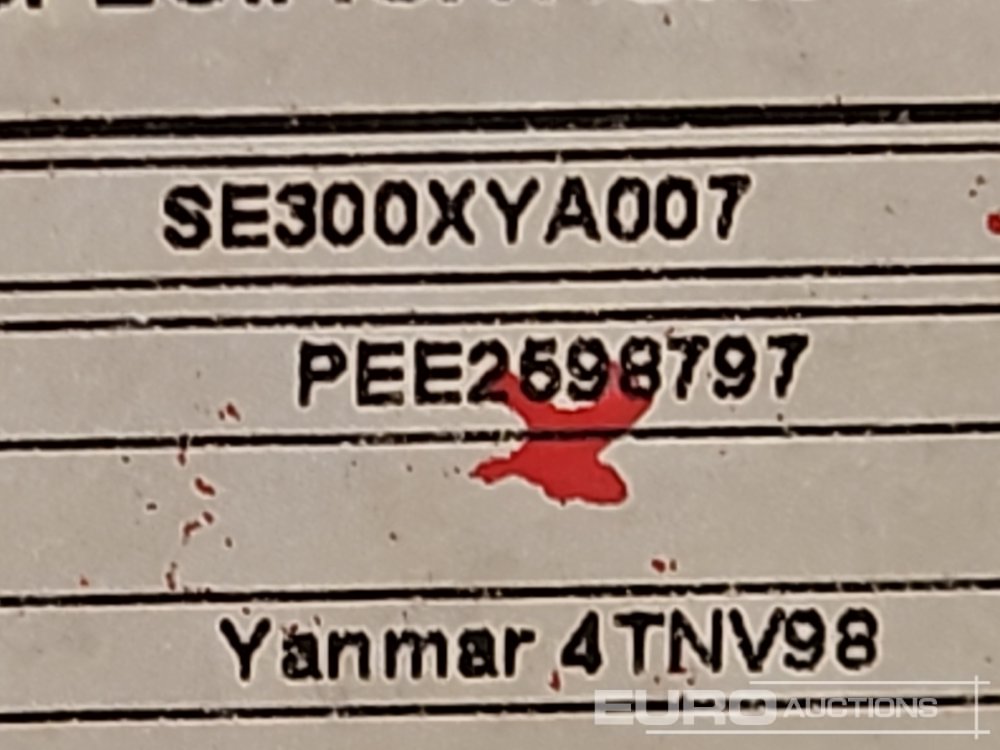 SE300XYA007
PEE2598797
Yanmar 4TNV98
EURO AUCTIONS